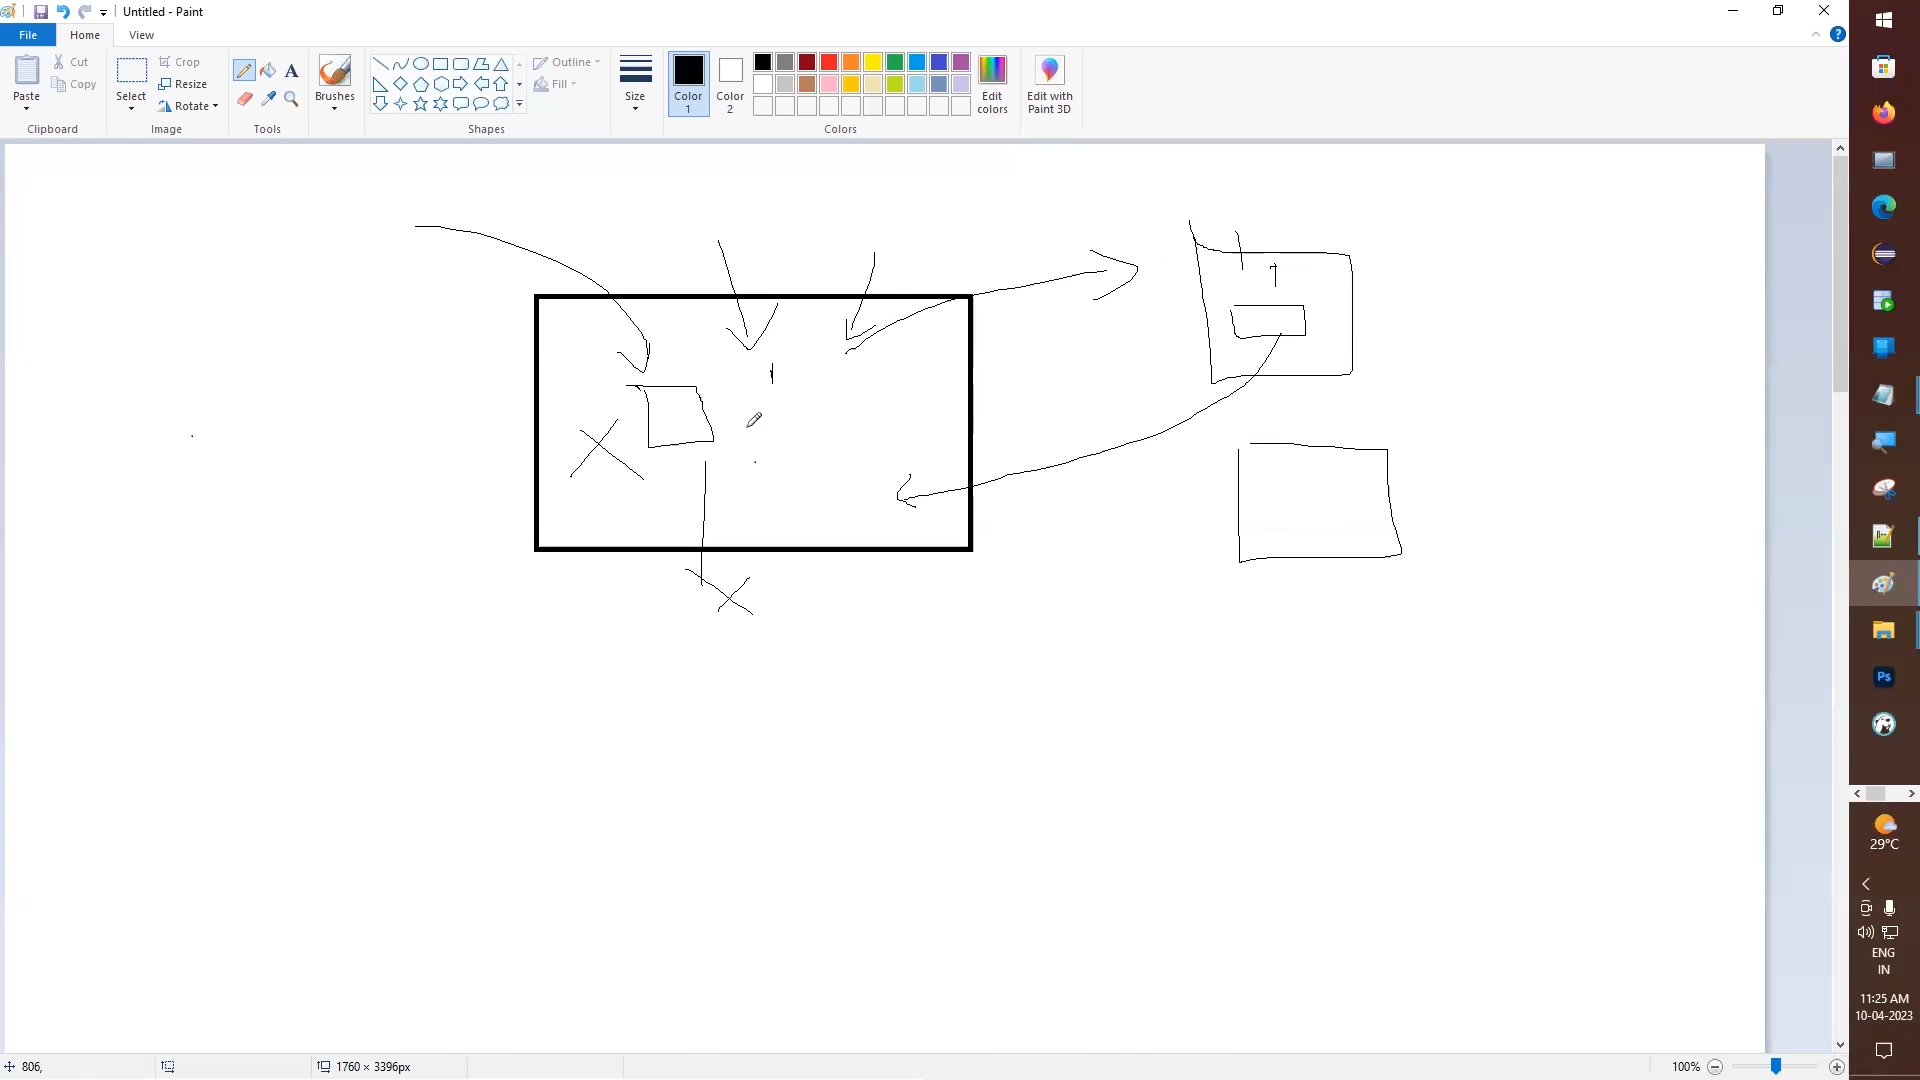 Untitled - Paint
File Home View
Paste
Cut
Copy
Clipboard
Select
Crop
Resize
Rotate
Image
A
Tools
Brushes
Shapes
Outline
Fill
Size
Color 1
Color 2
Edit colors
Colors
Edit with Paint 3D
?
Ps
29°C
ENG
IN
11:25 AM
10-04-2023
806,
1760 × 3396px
100%